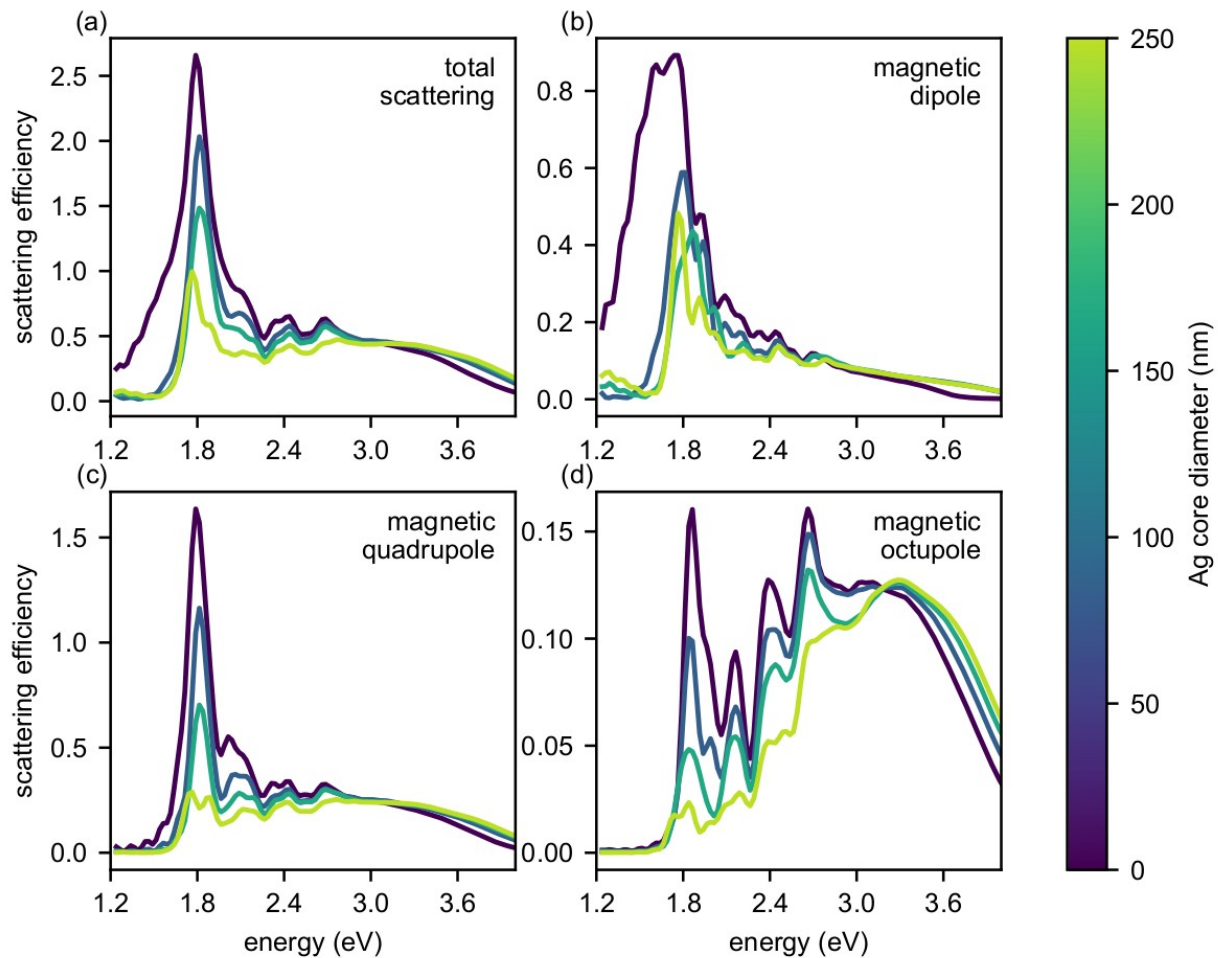 (a)
total
scattering
scattering efficiency
2.5
2.0
1.5
1.0
0.5
0.0
1.2 1.8 2.4 3.0 3.6
(b)
magnetic
dipole
0.8
0.6
0.4
0.2
0.0
1.2 1.8 2.4 3.0 3.6
(c)
magnetic
quadrupole
scattering efficiency
1.5
1.0
0.5
0.0
1.2 1.8 2.4 3.0 3.6
energy (eV)
(d)
magnetic
octupole
0.15
0.10
0.05
0.00
1.2 1.8 2.4 3.0 3.6
energy (eV)
250
200
150
100
50
0
Ag core diameter (nm)